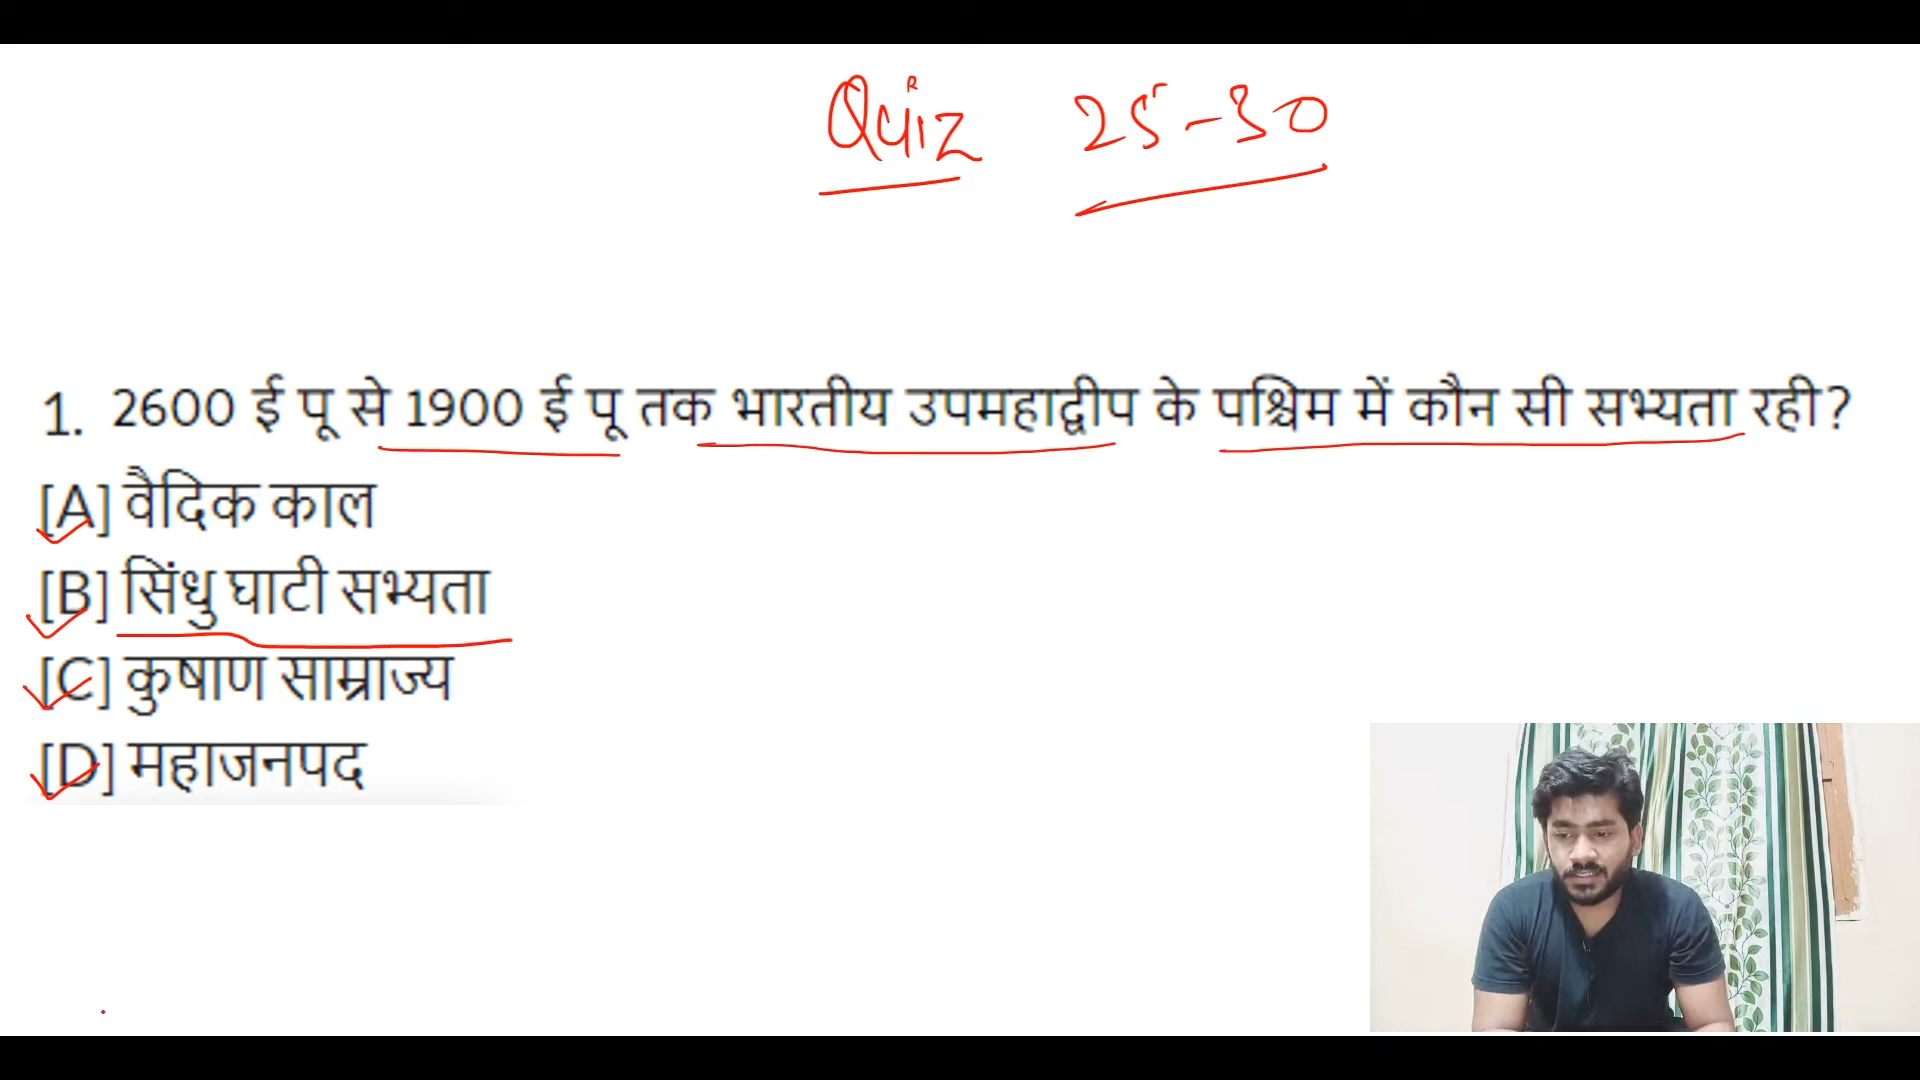 Quiz 25-30
1. 2600 ई पू से 1900 ई पू तक भारतीय उपमहाद्वीप के पश्चिम में कौन सी सभ्यता रही?
[A] वैदिक काल
[B] सिंधु घाटी सभ्यता
[C] कुषाण साम्राज्य
[D] महाजनपद